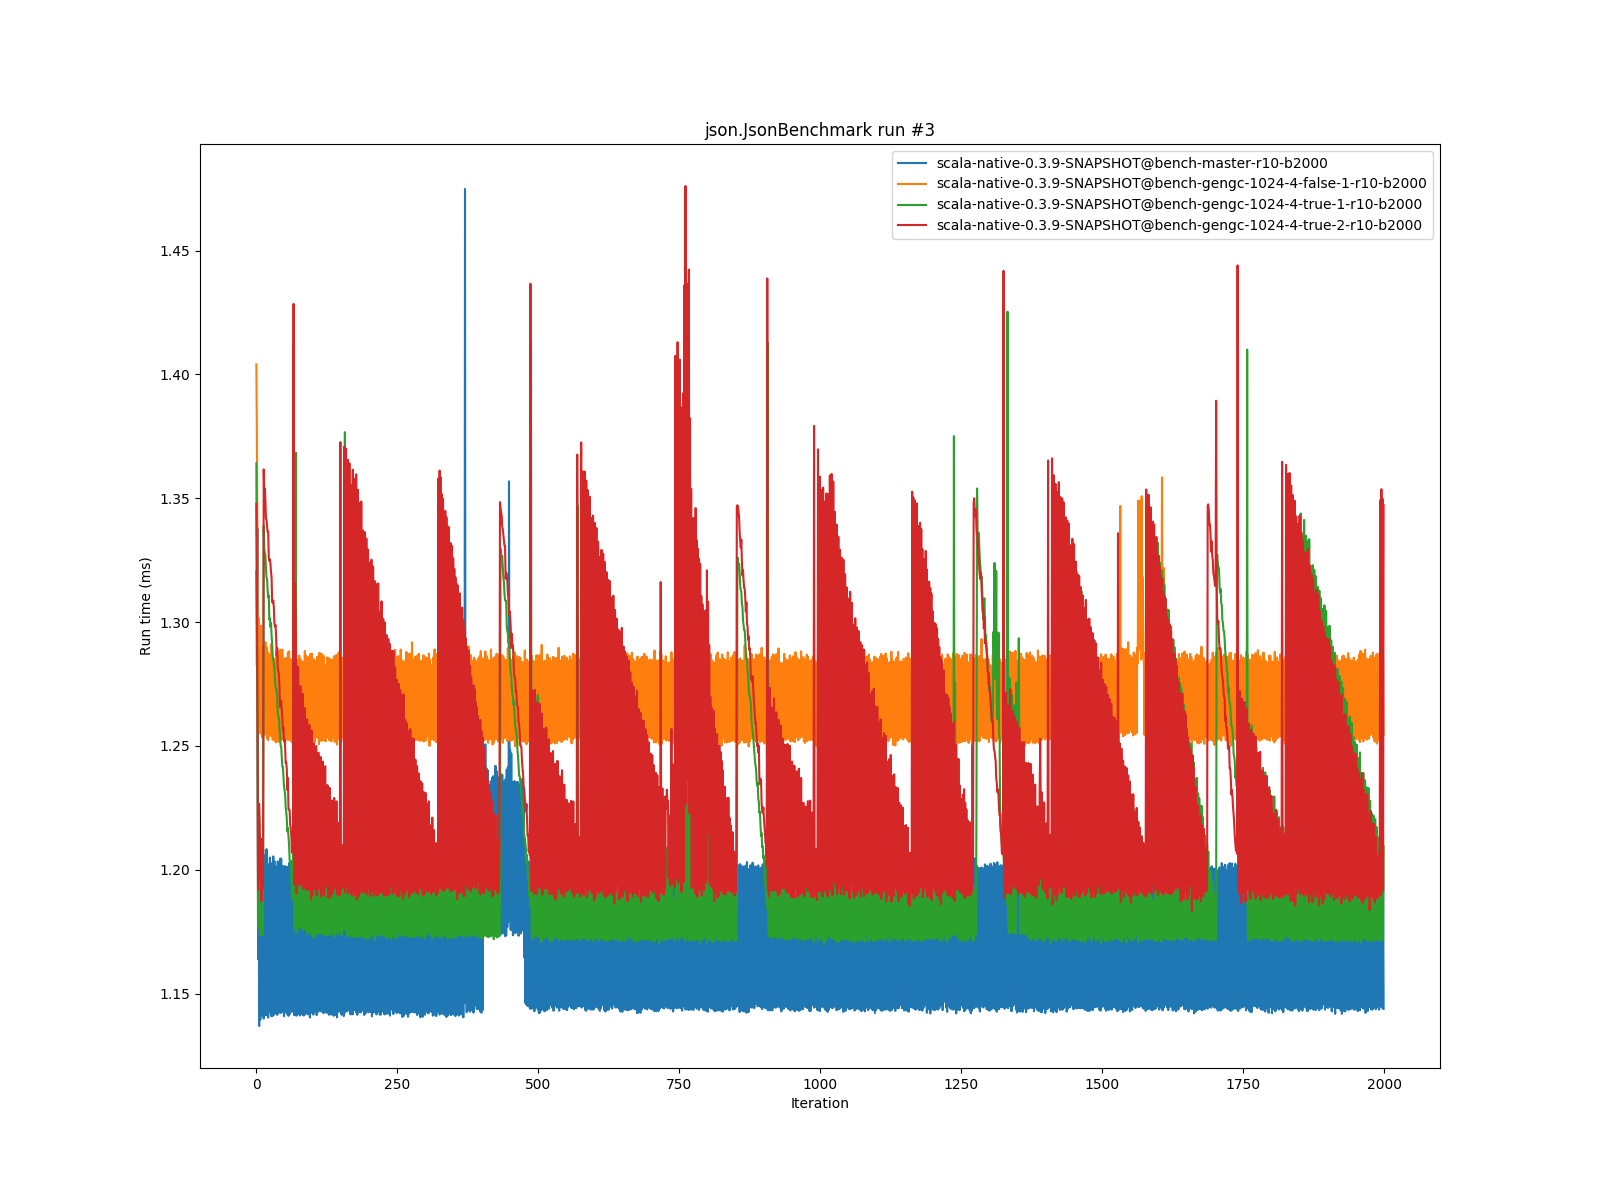 json.JsonBenchmark run #3
scala-native-0.3.9-SNAPSHOT@bench-master-r10-b2000
scala-native-0.3.9-SNAPSHOT@bench-gengc-1024-4-false-1-r10-b2000
scala-native-0.3.9-SNAPSHOT@bench-gengc-1024-4-true-1-r10-b2000
scala-native-0.3.9-SNAPSHOT@bench-gengc-1024-4-true-2-r10-b2000
Run time (ms)
1.45
1.40
1.35
1.30
1.25
1.20
1.15
0 250 500 750 1000 1250 1500 1750 2000
Iteration